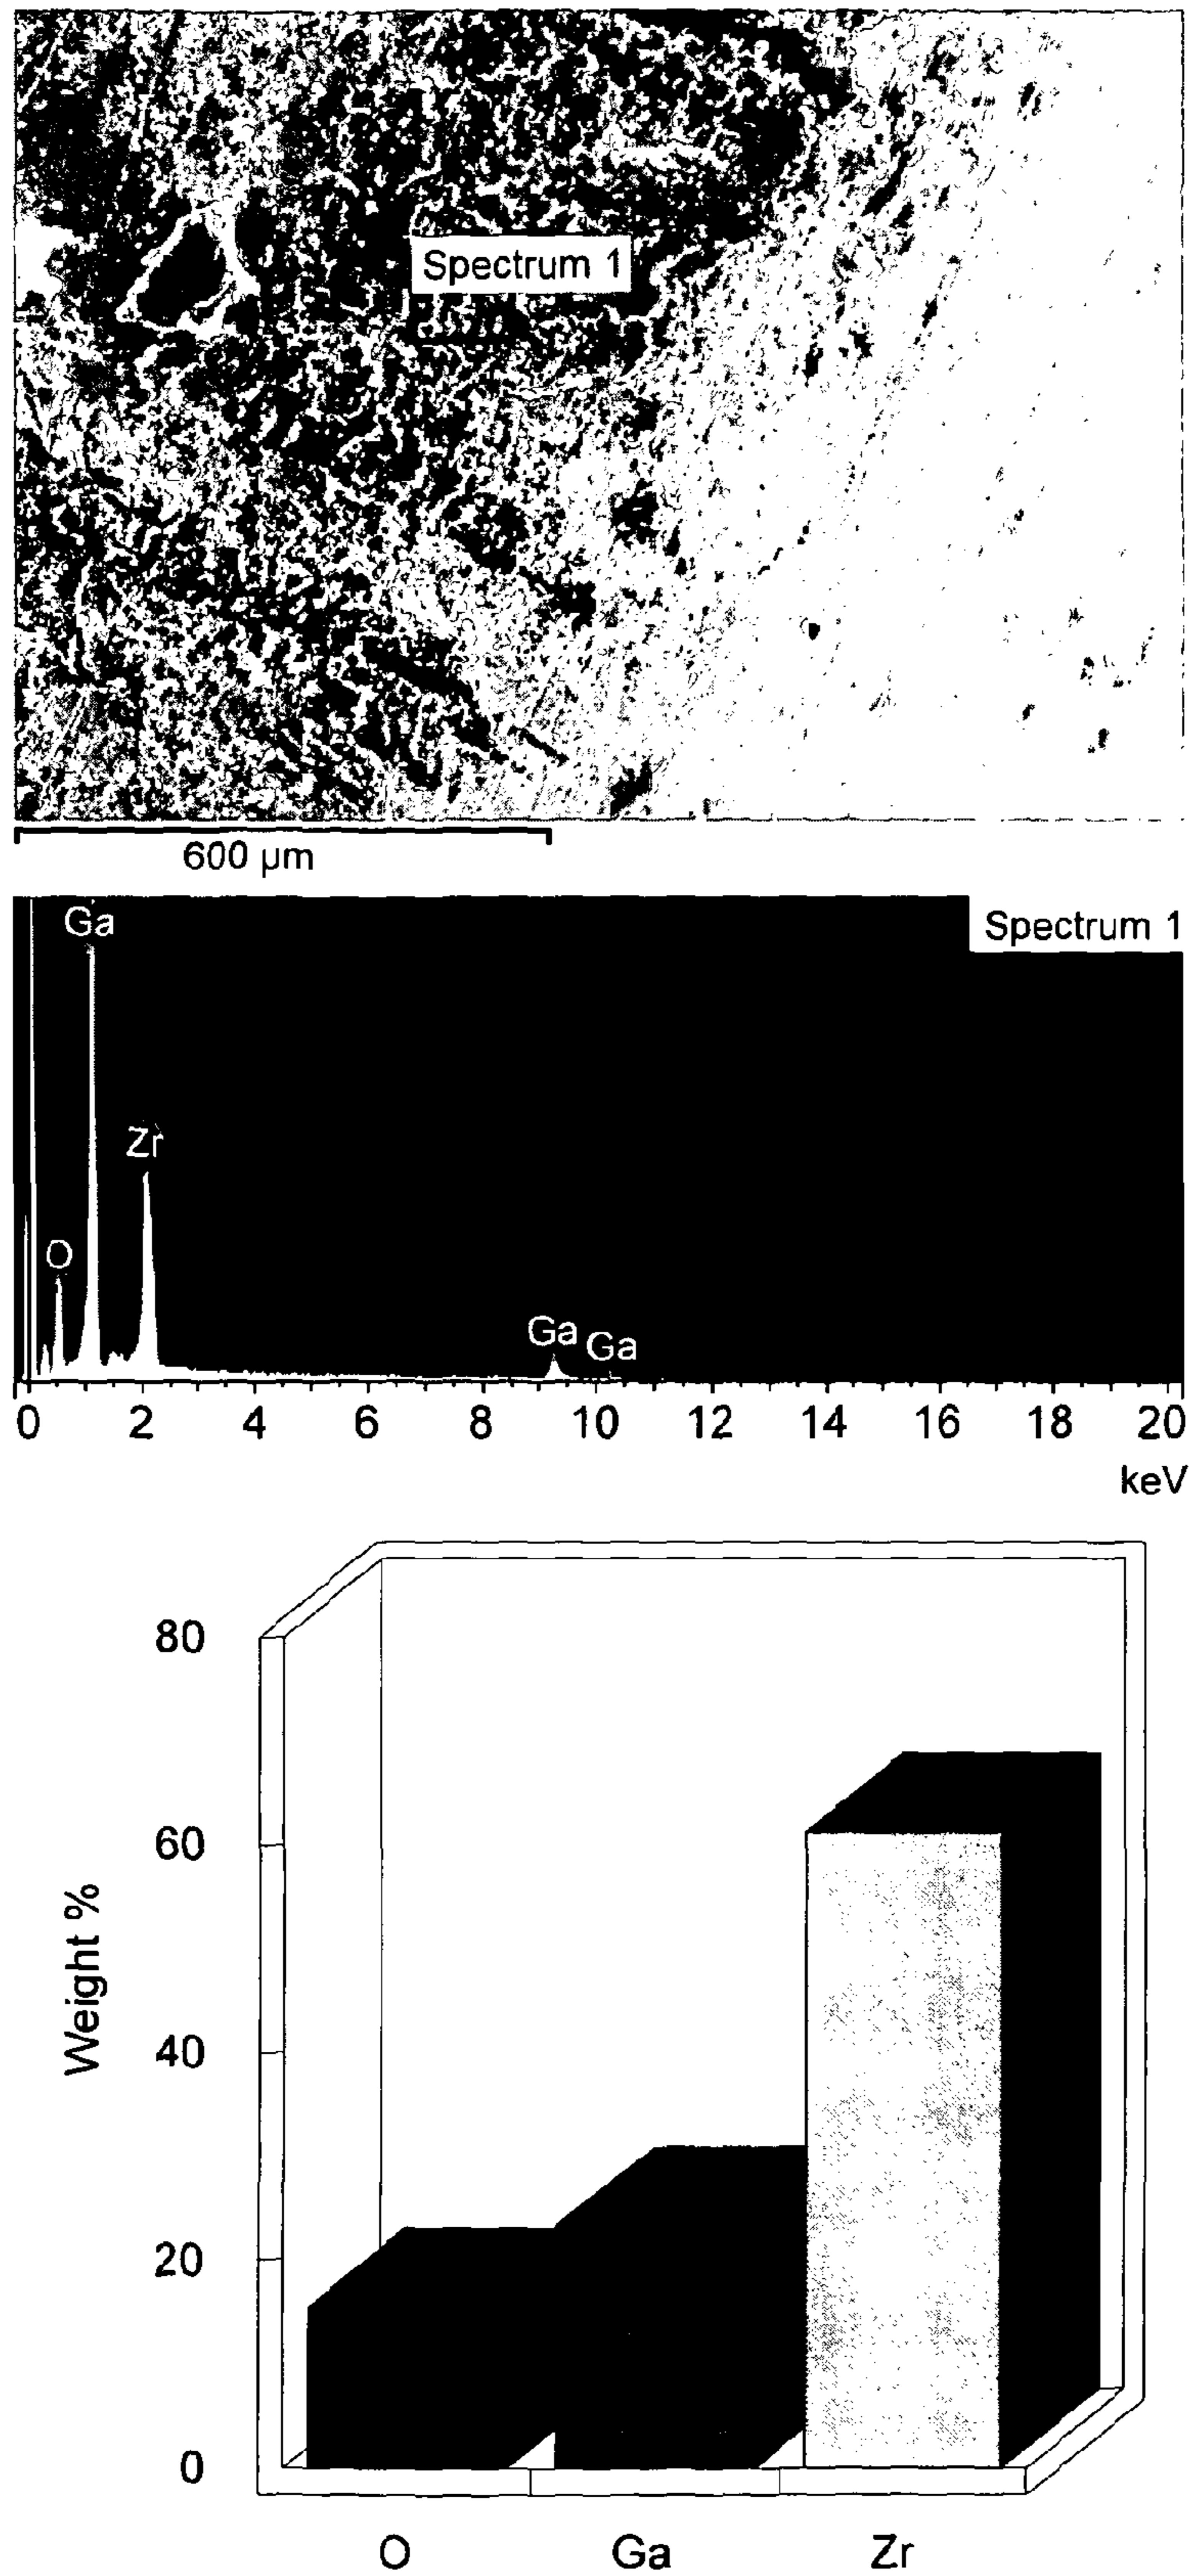 Spectrum 1
600 µm
Spectrum 1
Ga
Zr
O
Ga Ga
0 2 4 6 8 10 12 14 16 18 20
keV
80
60
40
20
0
Weight %
O Ga Zr